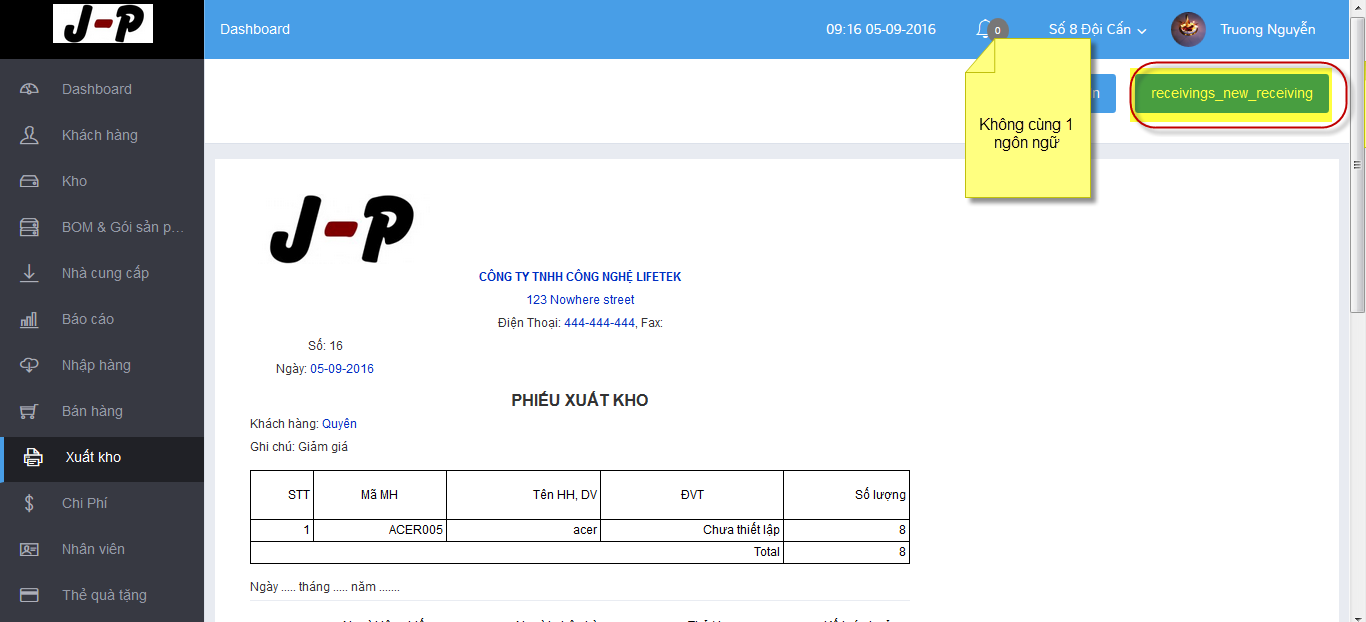 J-P
Dashboard
09:16 05-09-2016
0
Số 8 Đội Cấn
Truong Nguyễn
Dashboard
Khách hàng
Kho
BOM & Gói sản p...
Nhà cung cấp
Báo cáo
Nhập hàng
Bán hàng
Xuất kho
Chi Phí
Nhân viên
Thẻ quà tặng
n
receivings_new_receiving
Không cùng 1
ngôn ngữ
J-P
CÔNG TY TNHH CÔNG NGHỆ LIFETEK
123 Nowhere street
Điện Thoại: 444-444-444, Fax:
Số: 16
Ngày: 05-09-2016
PHIẾU XUẤT KHO
Khách hàng: Quyên
Ghi chú: Giảm giá
STT Mã MH Tên HH, DV ĐVT Số lượng
1 ACER005 acer Chưa thiết lập 8
Total 8
Ngày ..... tháng ..... năm .......